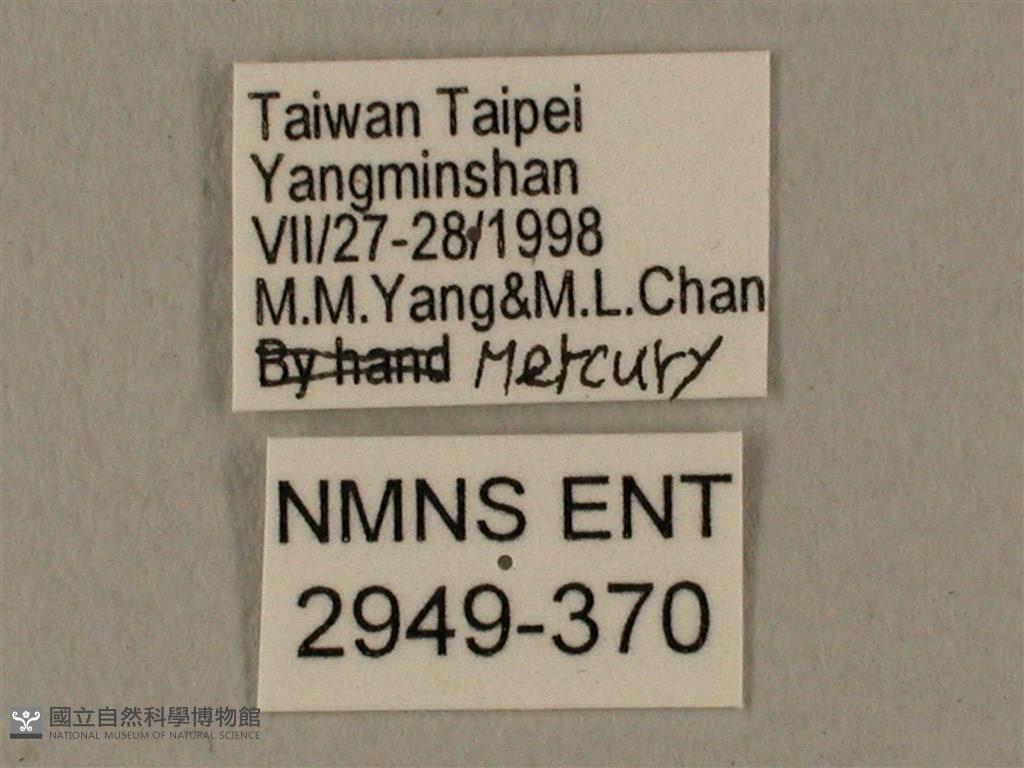 Taiwan Taipei
Yangminshan
VII/27-28/1998
M.M.Yang&M.L.Chan
By hand Mercury
NMNS ENT
2949-370
國立自然科學博物館
NATIONAL MUSEUM OF NATURAL SCIENCE